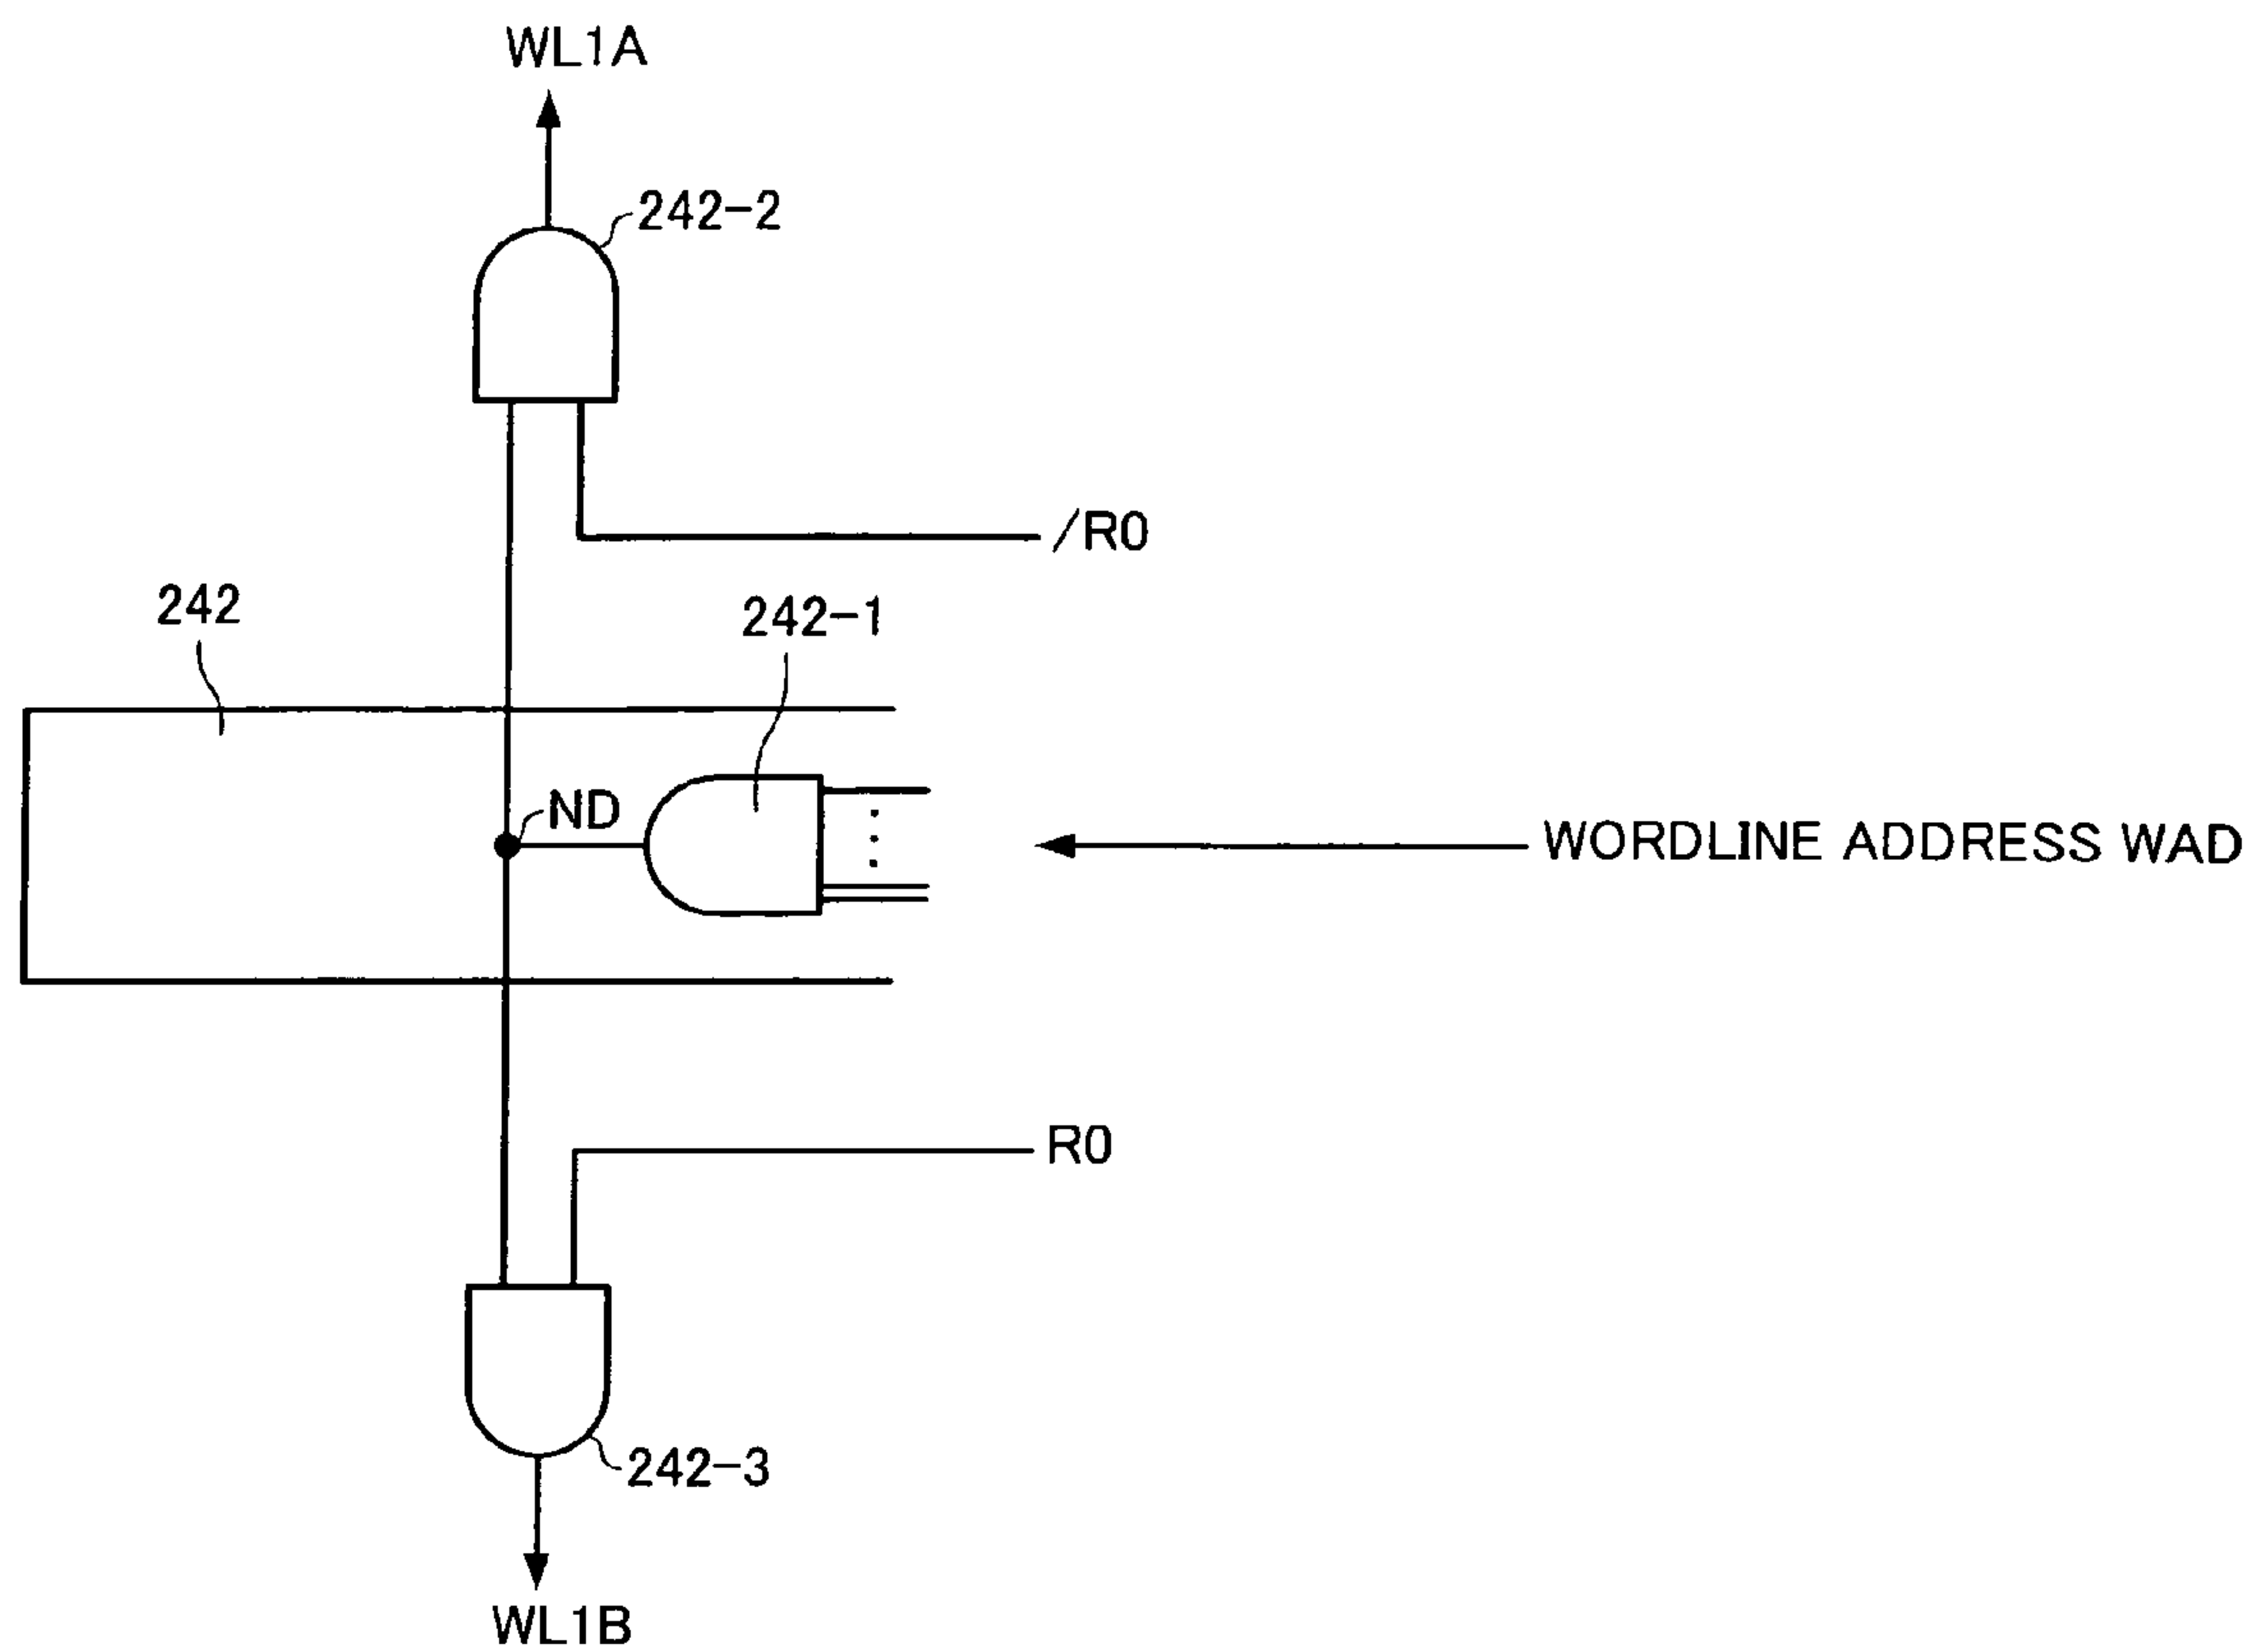 WL1A
242-2
/R0
242
242-1
ND
WORDLINE ADDRESS WAD
R0
242-3
WL1B